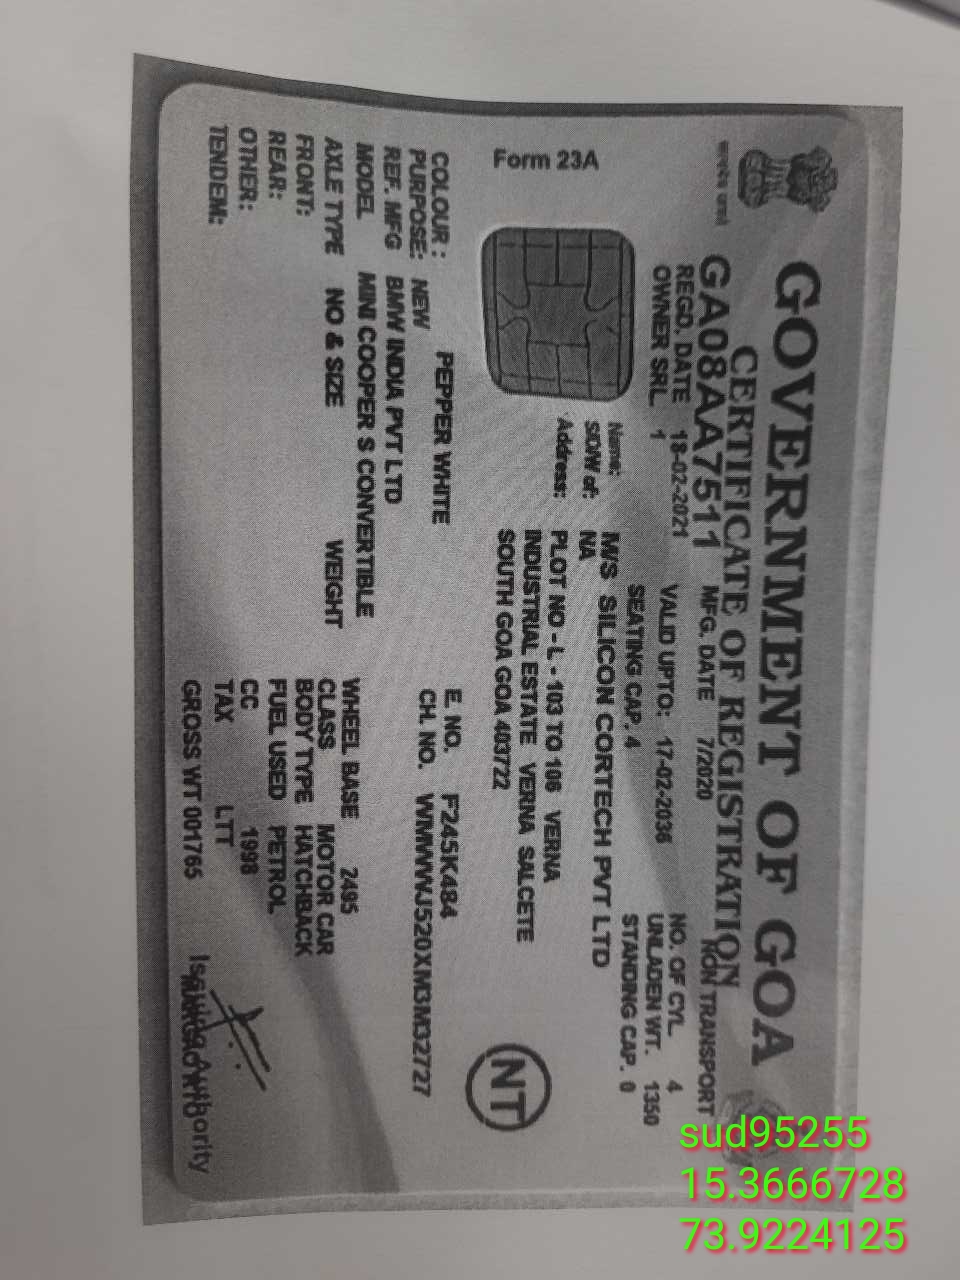 GOVERNMENT OF GOA
CERTIFICATE OF REGISTRATION
GA08AA7511 MFG. DATE 7/2020 NON TRANSPORT
REGD. DATE 18-02-2021 VALID UPTO: 17-02-2036 NO. OF CYL. 4
OWNER SRL. 1 SEATING CAP. 4 UNLADEN WT. 1350
STANDING CAP. 0
Name: M/S SILICON CORTECH PVT LTD
S/O/W of: NA
Address: PLOT NO - L - 103 TO 106 VERNA
INDUSTRIAL ESTATE VERNA SALCETE
SOUTH GOA GOA 403722
Form 23A
NT
COLOUR : PEPPER WHITE E. NO. F245K484
PURPOSE: NEW CH. NO. WMWWJ520XM3M32727
REF. MFG BMW INDIA PVT LTD
MODEL MINI COOPER S CONVERTIBLE
AXLE TYPE NO & SIZE WEIGHT WHEEL BASE 2495
FRONT: CLASS MOTOR CAR
REAR: BODY TYPE HATCHBACK
OTHER: FUEL USED PETROL
TENDEM: CC 1998
TAX LTT
GROSS WT 001765
Issuing Authority
sud95255
15.3666728
73.9224125